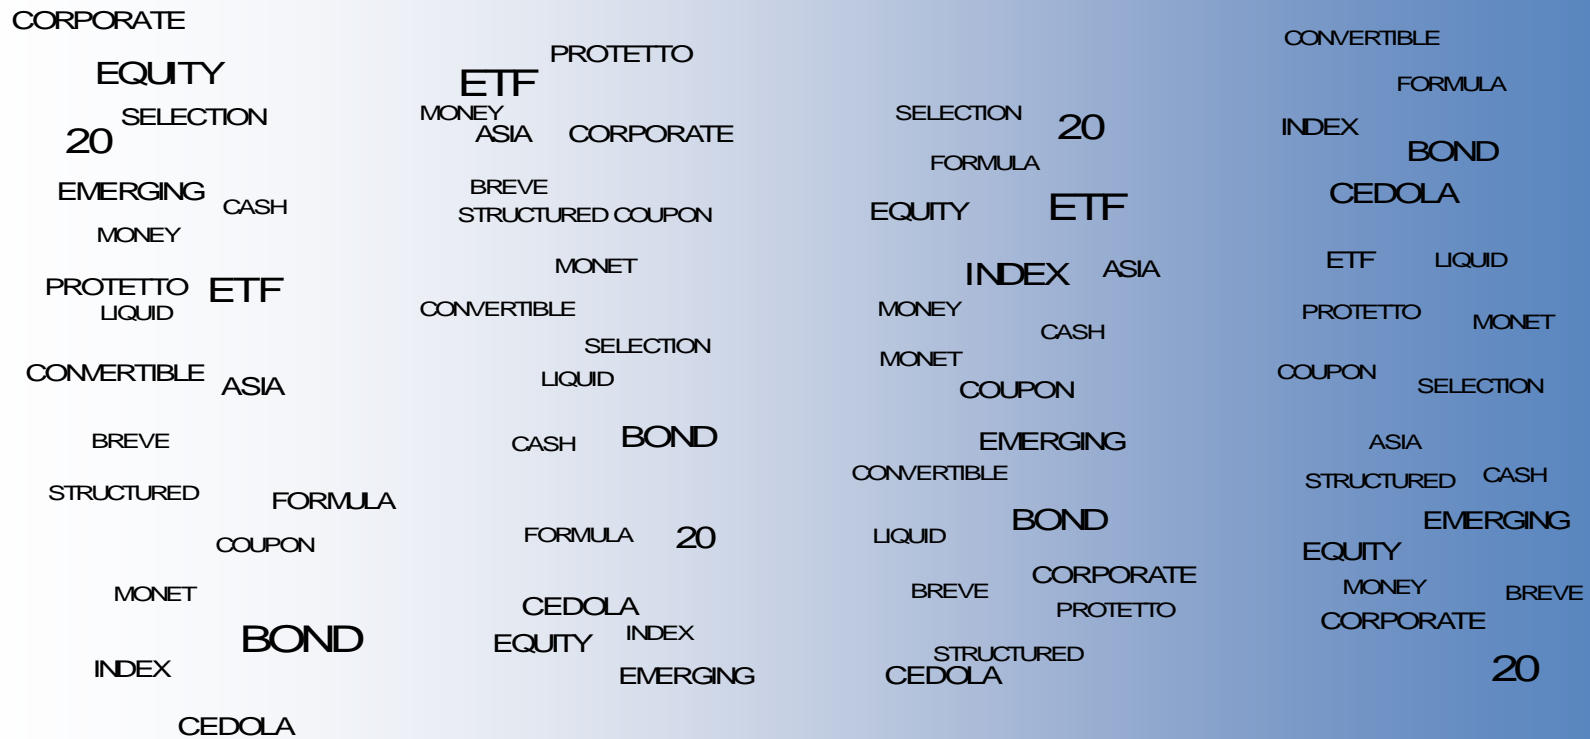 CORPORATE
EQUITY
SELECTION
20
EMERGING
CASH
MONEY
PROTETTO
ETF
LIQUID
CONVERTIBLE
ASIA
BREVE
STRUCTURED
FORMULA
COUPON
MONET
BOND
INDEX
CEDOLA
PROTETTO
ETF
MONEY
ASIA
CORPORATE
BREVE
STRUCTURED COUPON
MONET
CONVERTIBLE
SELECTION
LIQUID
CASH
BOND
FORMULA
20
CEDOLA
EQUITY
INDEX
EMERGING
SELECTION
20
FORMULA
EQUITY
ETF
INDEX
ASIA
MONEY
CASH
MONET
COUPON
EMERGING
CONVERTIBLE
BOND
LIQUID
CORPORATE
BREVE
PROTETTO
STRUCTURED
CEDOLA
CONVERTIBLE
FORMULA
INDEX
BOND
CEDOLA
ETF
LIQUID
PROTETTO
MONET
COUPON
SELECTION
ASIA
STRUCTURED
CASH
EMERGING
EQUITY
MONEY
BREVE
CORPORATE
20